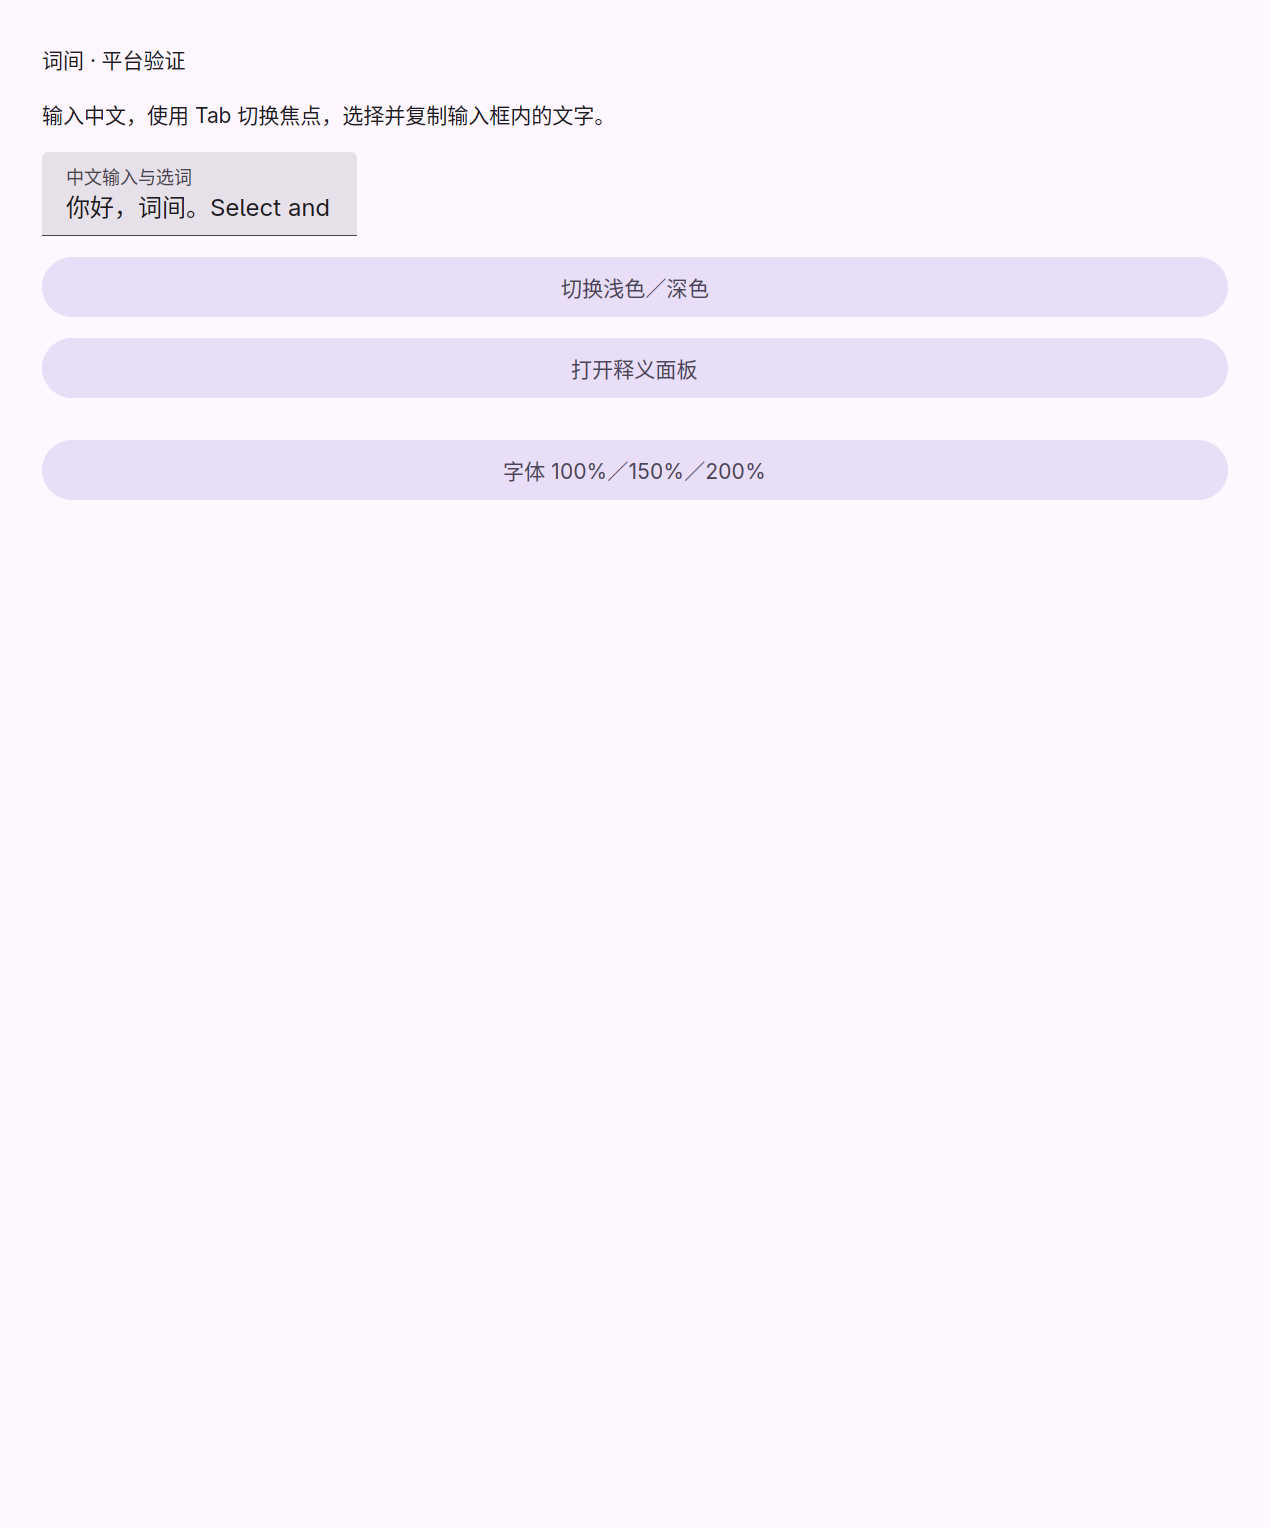 词间 · 平台验证
输入中文，使用 Tab 切换焦点，选择并复制输入框内的文字。
中文输入与选词
你好，词间。Select and
切换浅色／深色
打开释义面板
字体 100%／150%／200%